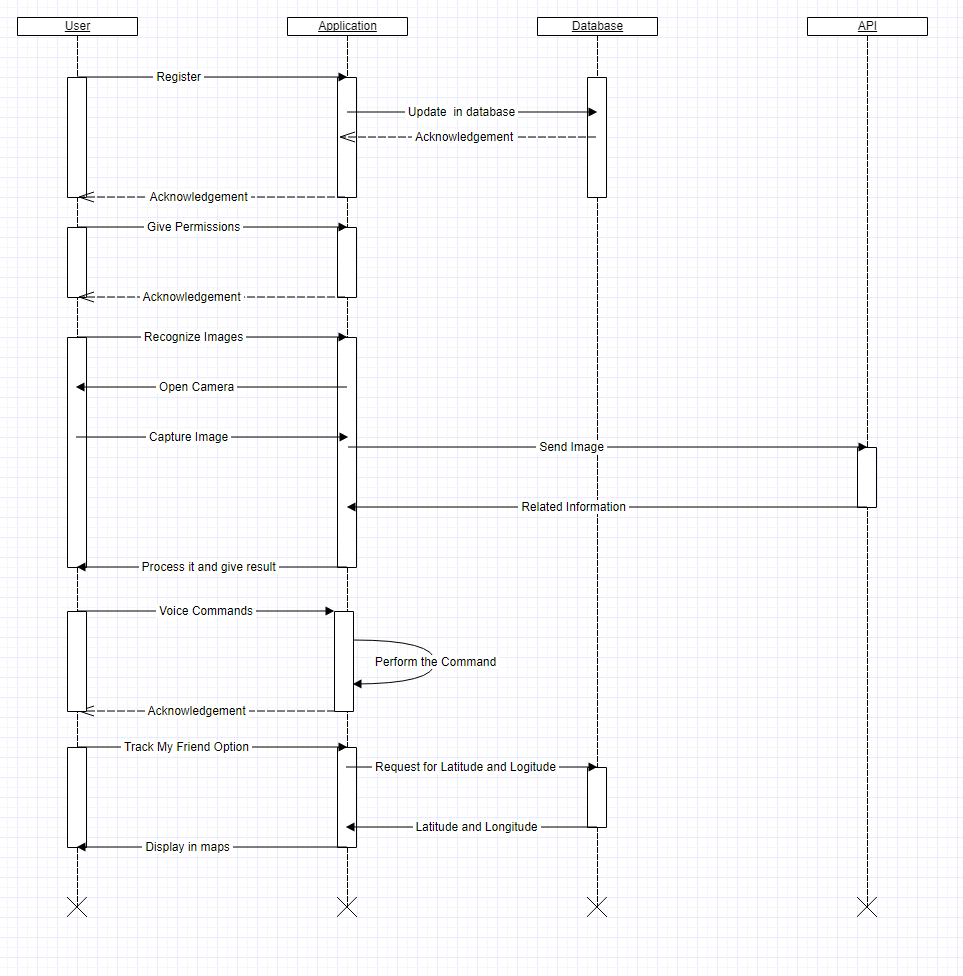 User
Application
Database
API
Register
Update  in database
Acknowledgement
Acknowledgement
Give Permissions
Acknowledgement
Recognize Images
Open Camera
Capture Image
Send Image
Related Information
Process it and give result
Voice Commands
Perform the Command
Acknowledgement
Track My Friend Option
Request for Latitude and Logitude
Latitude and Longitude
Display in maps